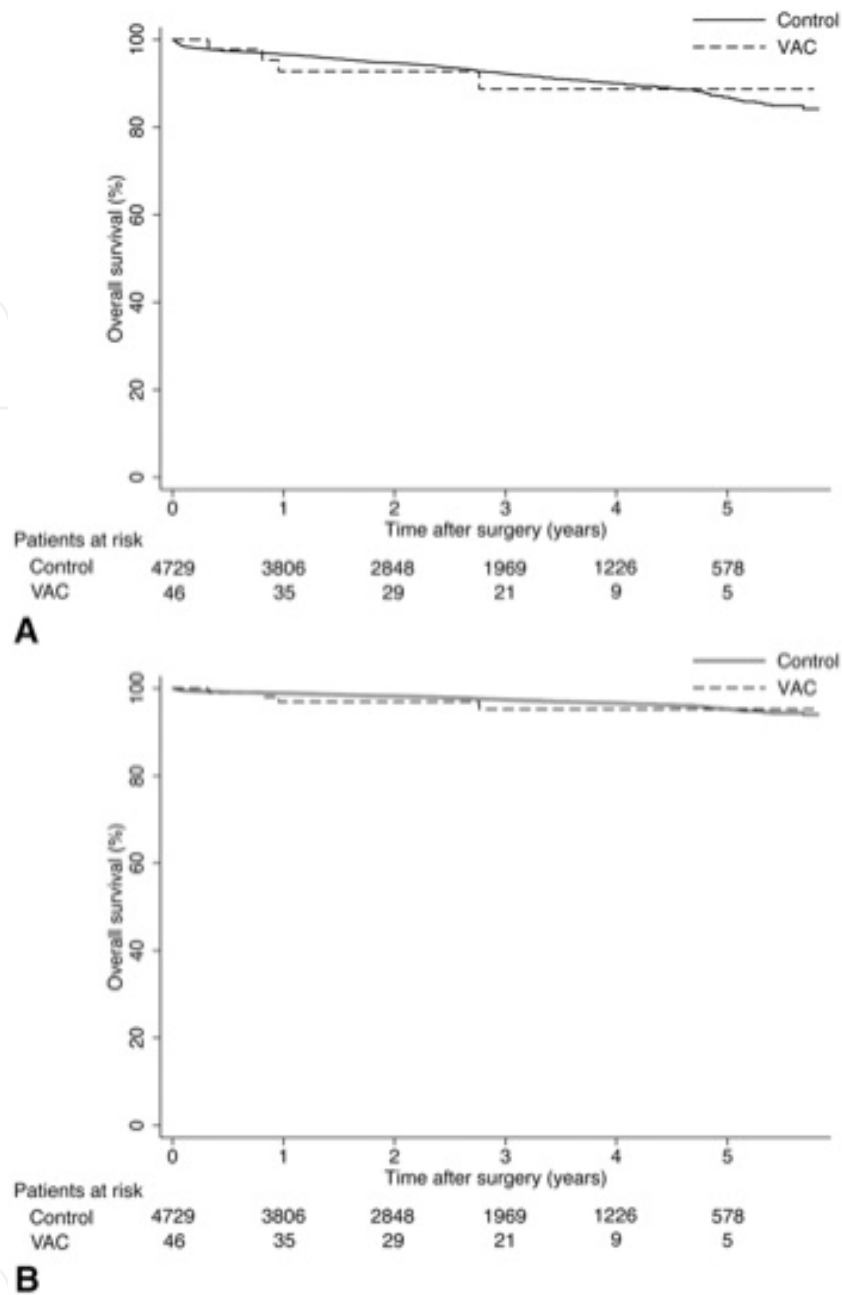 Control
VAC
100
80
60
40
20
0
Overall survival (%)
0 1 2 3 4 5
Time after surgery (years)
Patients at risk
Control 4729 3806 2848 1969 1226 578
VAC 46 35 29 21 9 5
A
Control
VAC
100
80
60
40
20
0
Overall survival (%)
0 1 2 3 4 5
Time after surgery (years)
Patients at risk
Control 4729 3806 2848 1969 1226 578
VAC 46 35 29 21 9 5
B